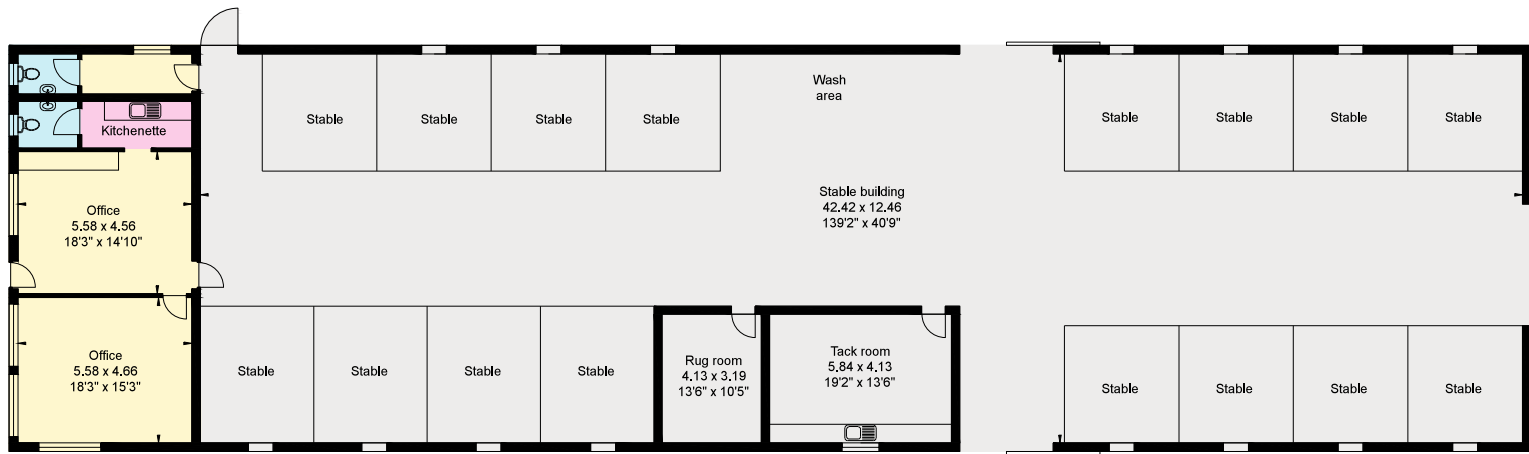 Wash
area
Stable
Stable
Stable
Stable
Stable
Stable
Stable
Stable
Kitchenette
Stable building
42.42 x 12.46
139'2" x 40'9"
Office
5.58 x 4.56
18'3" x 14'10"
Office
5.58 x 4.66
18'3" x 15'3"
Stable
Stable
Stable
Stable
Rug room
4.13 x 3.19
13'6" x 10'5"
Tack room
5.84 x 4.13
19'2" x 13'6"
Stable
Stable
Stable
Stable